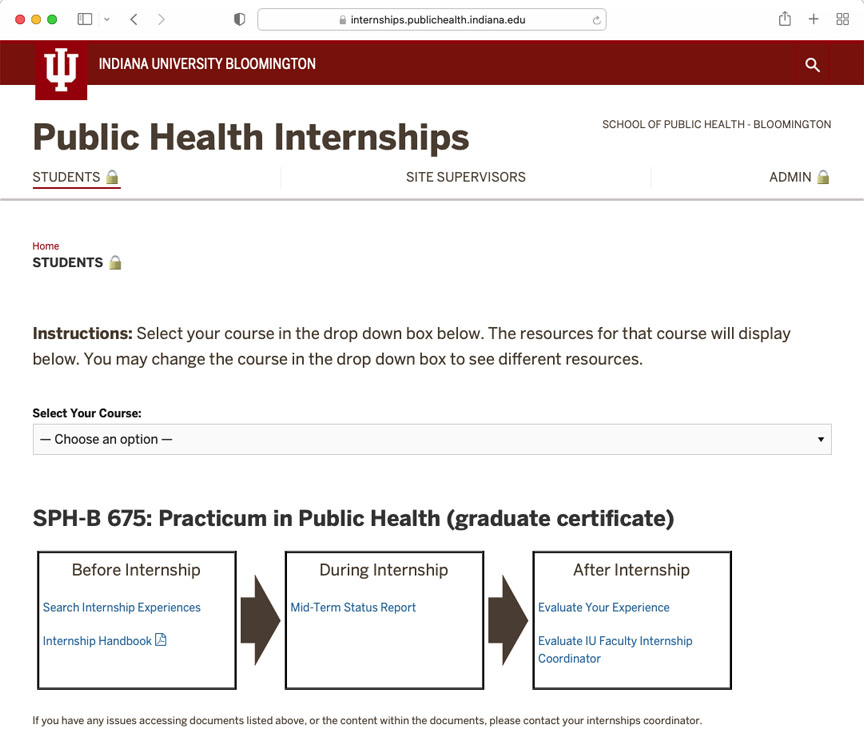 internships.publichealth.indiana.edu
INDIANA UNIVERSITY BLOOMINGTON
Public Health Internships
SCHOOL OF PUBLIC HEALTH - BLOOMINGTON
STUDENTS
SITE SUPERVISORS
ADMIN
Home
STUDENTS
Instructions: Select your course in the drop down box below. The resources for that course will display
below. You may change the course in the drop down box to see different resources.
Select Your Course:
— Choose an option —
SPH-B 675: Practicum in Public Health (graduate certificate)
Before Internship
Search Internship Experiences
Internship Handbook
During Internship
Mid-Term Status Report
After Internship
Evaluate Your Experience
Evaluate IU Faculty Internship
Coordinator
If you have any issues accessing documents listed above, or the content within the documents, please contact your internships coordinator.